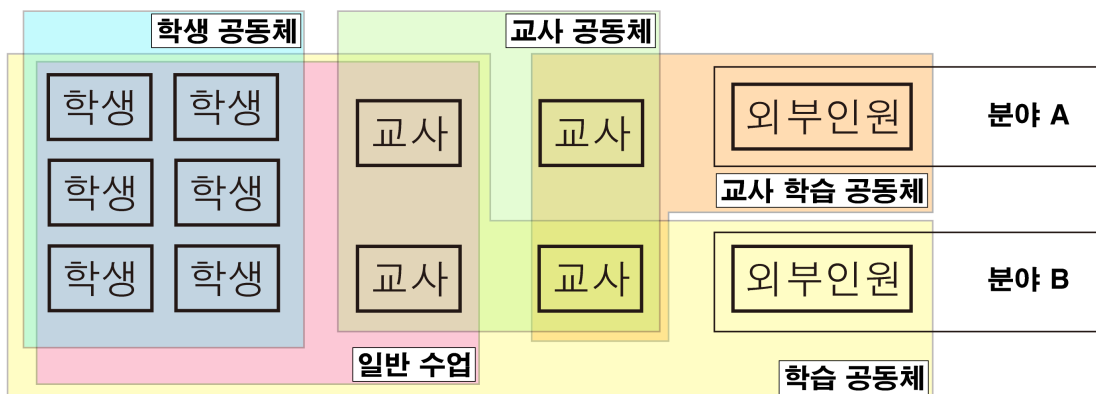 학생 공동체
교사 공동체
학생 학생
교사 교사
외부인원
분야 A
학생 학생
교사 학습 공동체
학생 학생
교사 교사
외부인원
분야 B
일반 수업
학습 공동체